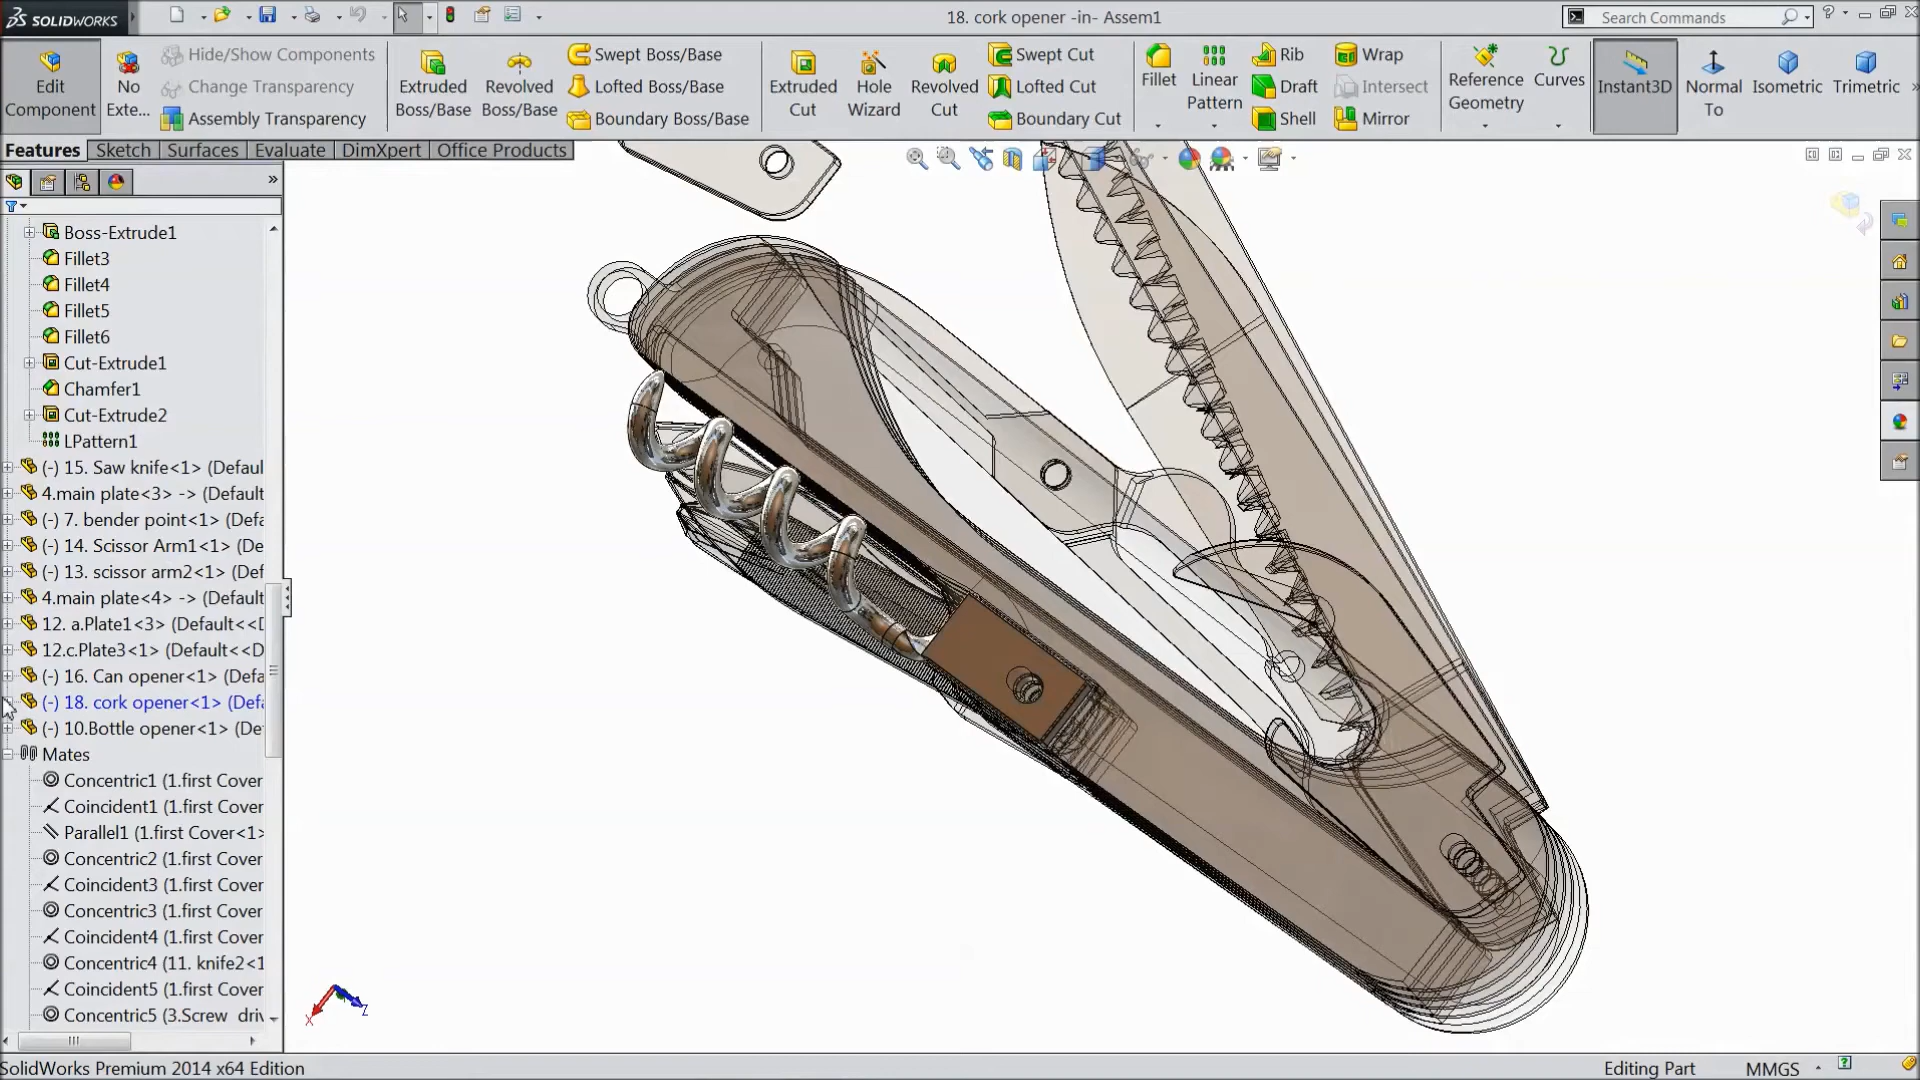 SOLIDWORKS
18. cork opener -in- Assem1
Search Commands
Edit Component
No Exte...
Hide/Show Components
Change Transparency
Assembly Transparency
Extruded Boss/Base
Revolved Boss/Base
Swept Boss/Base
Lofted Boss/Base
Boundary Boss/Base
Extruded Cut
Hole Wizard
Revolved Cut
Swept Cut
Lofted Cut
Boundary Cut
Fillet
Linear Pattern
Rib
Draft
Shell
Wrap
Intersect
Mirror
Reference Geometry
Curves
Instant3D
Normal To
Isometric
Trimetric
Features
Sketch
Surfaces
Evaluate
DimXpert
Office Products
Boss-Extrude1
Fillet3
Fillet4
Fillet5
Fillet6
Cut-Extrude1
Chamfer1
Cut-Extrude2
LPattern1
(-) 15. Saw knife<1> (Defaul
4.main plate<3> -> (Default
(-) 7. bender point<1> (Defa
(-) 14. Scissor Arm1<1> (De
(-) 13. scissor arm2<1> (Def
4.main plate<4> -> (Default
12. a.Plate1<3> (Default<<D
12.c.Plate3<1> (Default<<D
(-) 16. Can opener<1> (Defa
(-) 18. cork opener<1> (Defa
(-) 10.Bottle opener<1> (De
Mates
Concentric1 (1.first Cover
Coincident1 (1.first Cover
Parallel1 (1.first Cover<1>
Concentric2 (1.first Cover
Coincident3 (1.first Cover
Concentric3 (1.first Cover
Coincident4 (1.first Cover
Concentric4 (11. knife2<1
Coincident5 (1.first Cover
Concentric5 (3.Screw driv
X
Z
SolidWorks Premium 2014 x64 Edition
Editing Part
MMGS